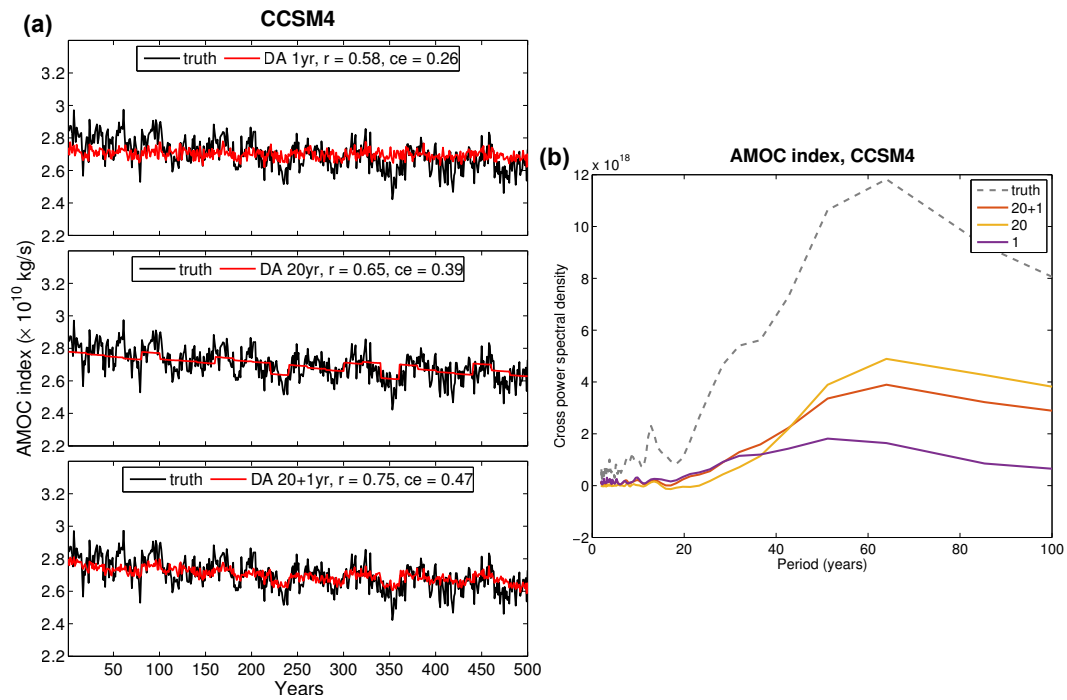 (a)
CCSM4
truth
DA 1yr, r = 0.58, ce = 0.26
3.2
3
2.8
2.6
2.4
2.2
truth
DA 20yr, r = 0.65, ce = 0.39
3.2
3
2.8
2.6
2.4
2.2
truth
DA 20+1yr, r = 0.75, ce = 0.47
3.2
3
2.8
2.6
2.4
2.2
50 100 150 200 250 300 350 400 450 500
Years
AMOC index (× 10^10 kg/s)
(b)
AMOC index, CCSM4
x 10^18
truth
20+1
20
1
12
10
8
6
4
2
0
−2
0 20 40 60 80 100
Period (years)
Cross power spectral density